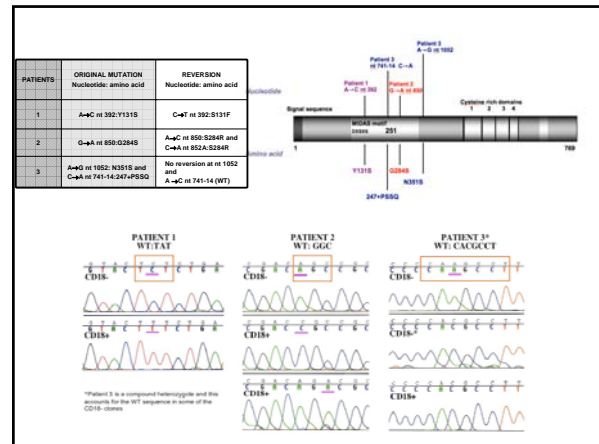 PATIENTS
ORIGINAL MUTATION
Nucleotide: amino acid
REVERSION
Nucleotide: amino acid
1
A→C nt 392:Y131S
C→T nt 392:S131F
2
G→A nt 850:G284S
A→C nt 850:S284R and
C→A nt 852A:S284R
3
A→G nt 1052: N351S and
C→A nt 741-14:247+PSSQ
No reversion at nt 1052
and
A→C nt 741-14 (WT)
Patient 3
A→G nt 1052
Patient 3
nt 741-14 C→A
Patient 1
A→C nt 392
Patient 2
G→A nt 850
Nucleotide
Signal sequence
Cysteine rich domains
1 2 3 4
MIDAS motif
DXSXS
251
1
769
Amino acid
Y131S
G284S
N351S
247+PSSQ
PATIENT 1
WT:TAT
PATIENT 2
WT: GGC
PATIENT 3*
WT: CACGCCT
G T A C T C T C T G A
CD18-
C G A C A G C C G C
CD18-
C C C C A A G C C T T
CD18-
G T A C T T T C T G A
CD18+
C G A C C G C C G C
CD18+
C C C C A C G C C T T
CD18-*
C G A C A G A C G C
CD18+
C C C C A C G C C T T
CD18+
*Patient 3 is a compound heterozygote and this
accounts for the WT sequence in some of the
CD18- clones